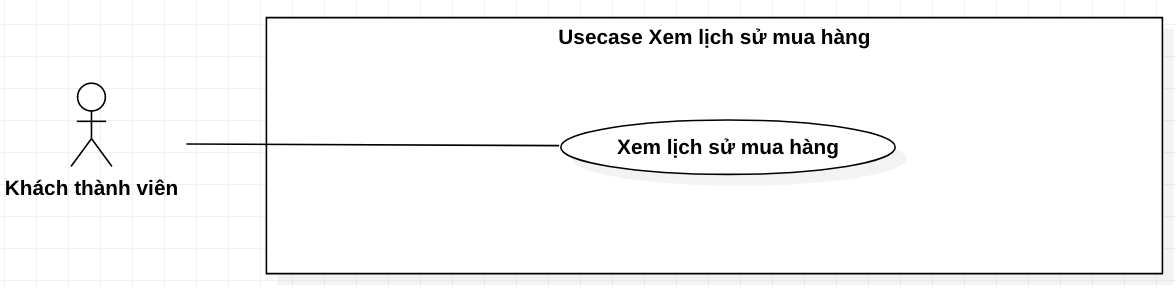 Usecase Xem lịch sử mua hàng
Xem lịch sử mua hàng
Khách thành viên